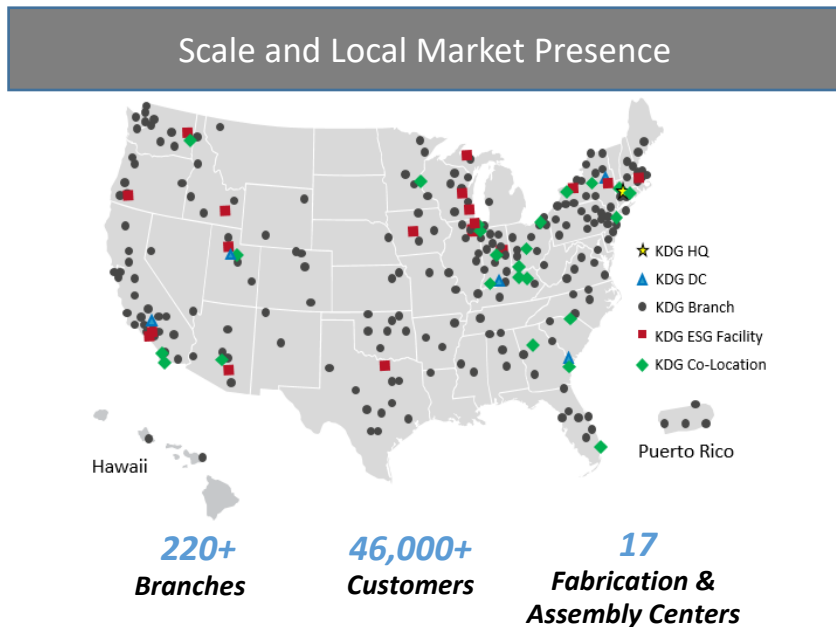 Scale and Local Market Presence
KDG HQ
KDG DC
KDG Branch
KDG ESG Facility
KDG Co-Location
Hawaii
Puerto Rico
220+
Branches
46,000+
Customers
17
Fabrication &
Assembly Centers